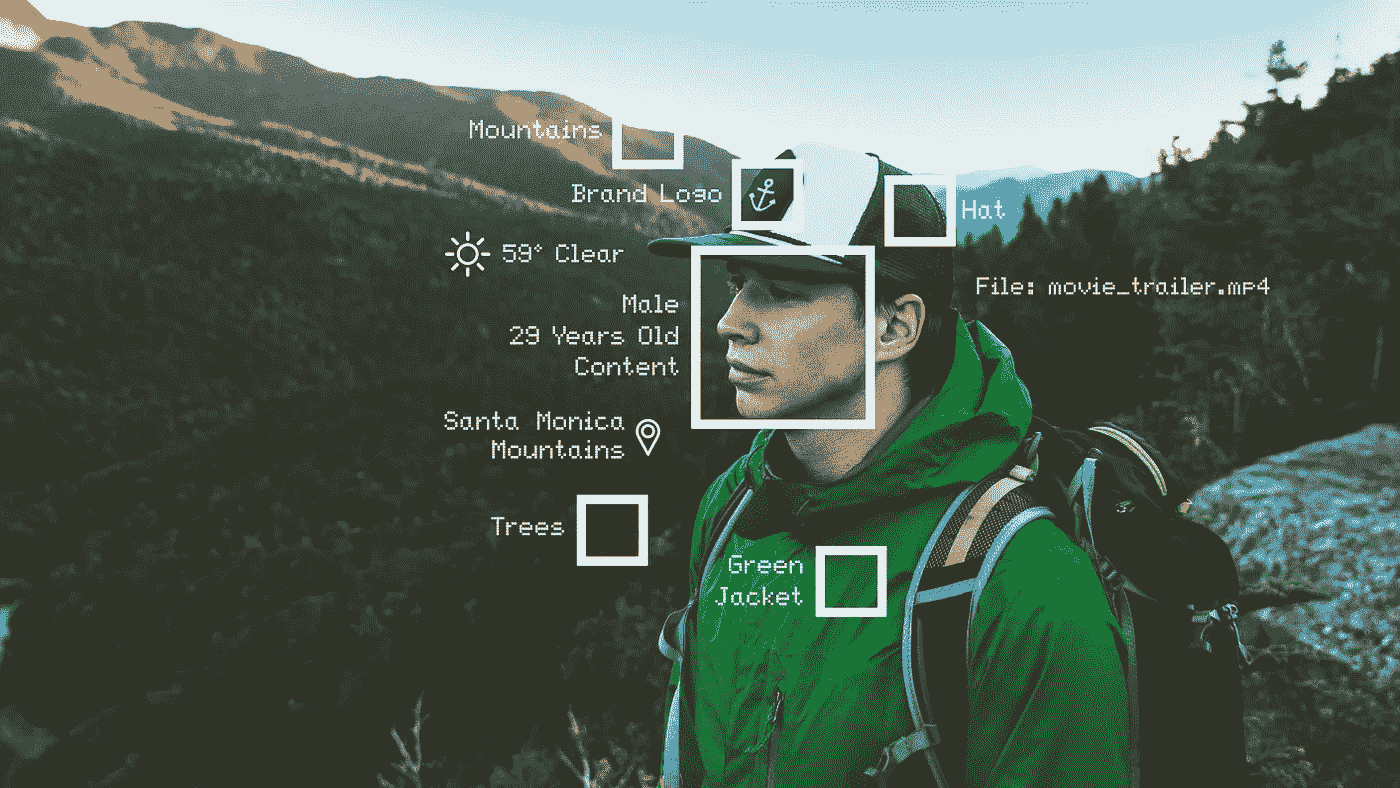 Mountains
Brand Logo
Hat
59° Clear
File: movie_trailer.mp4
Male
29 Years Old
Content
Santa Monica
Mountains
Trees
Green
Jacket